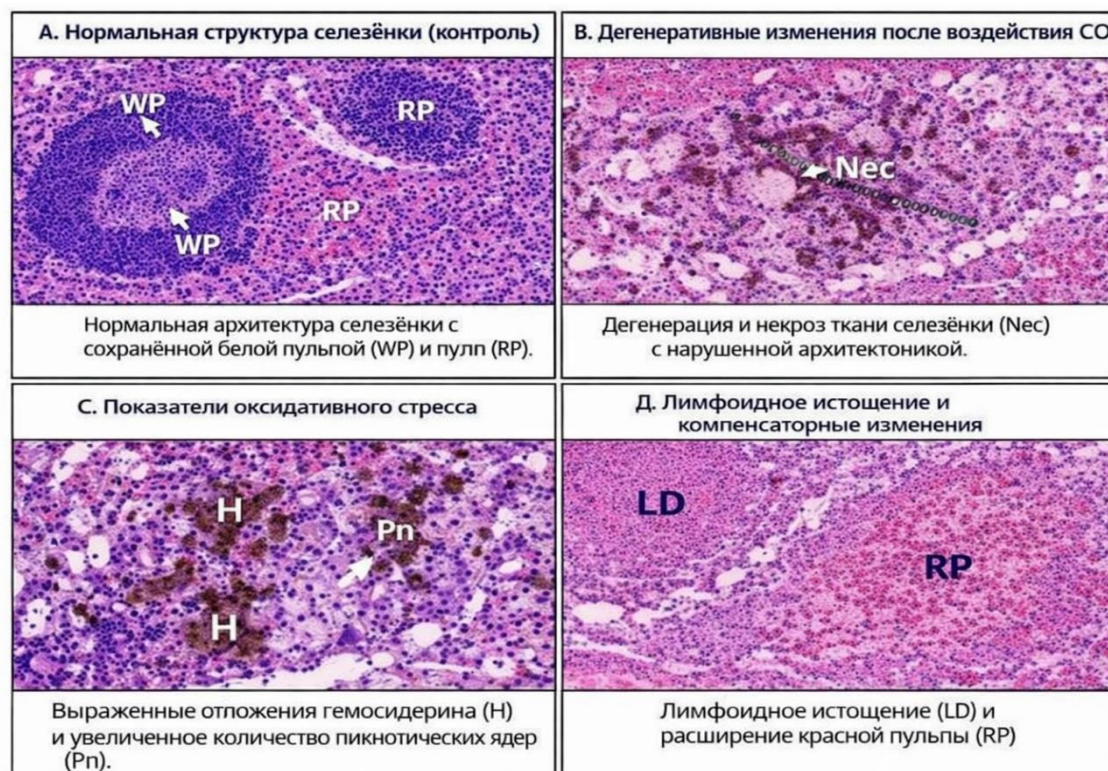 А. Нормальная структура селезёнки (контроль)
WP
RP
RP
WP
Нормальная архитектура селезёнки с
сохранённой белой пульпой (WP) и пулп (RP).
В. Дегенеративные изменения после воздействия СО
Nec
Дегенерация и некроз ткани селезёнки (Nec)
с нарушенной архитектоникой.
С. Показатели оксидативного стресса
H
Pn
H
Выраженные отложения гемосидерина (H)
и увеличенное количество пикнотических ядер
(Pn).
Д. Лимфоидное истощение и
компенсаторные изменения
LD
RP
Лимфоидное истощение (LD) и
расширение красной пульпы (RP)